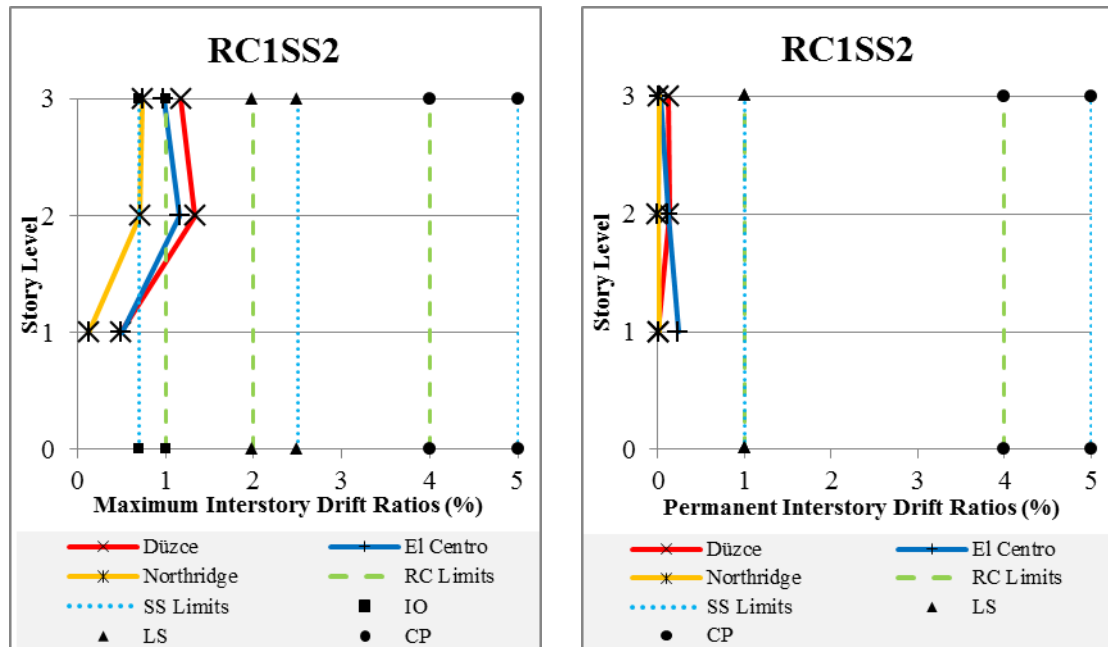 RC1SS2
3
2
1
0
Story Level
0 1 2 3 4 5
Maximum Interstory Drift Ratios (%)
Düzce El Centro
Northridge RC Limits
SS Limits IO
LS CP
RC1SS2
3
2
1
0
Story Level
0 1 2 3 4 5
Permanent Interstory Drift Ratios (%)
Düzce El Centro
Northridge RC Limits
SS Limits LS
CP